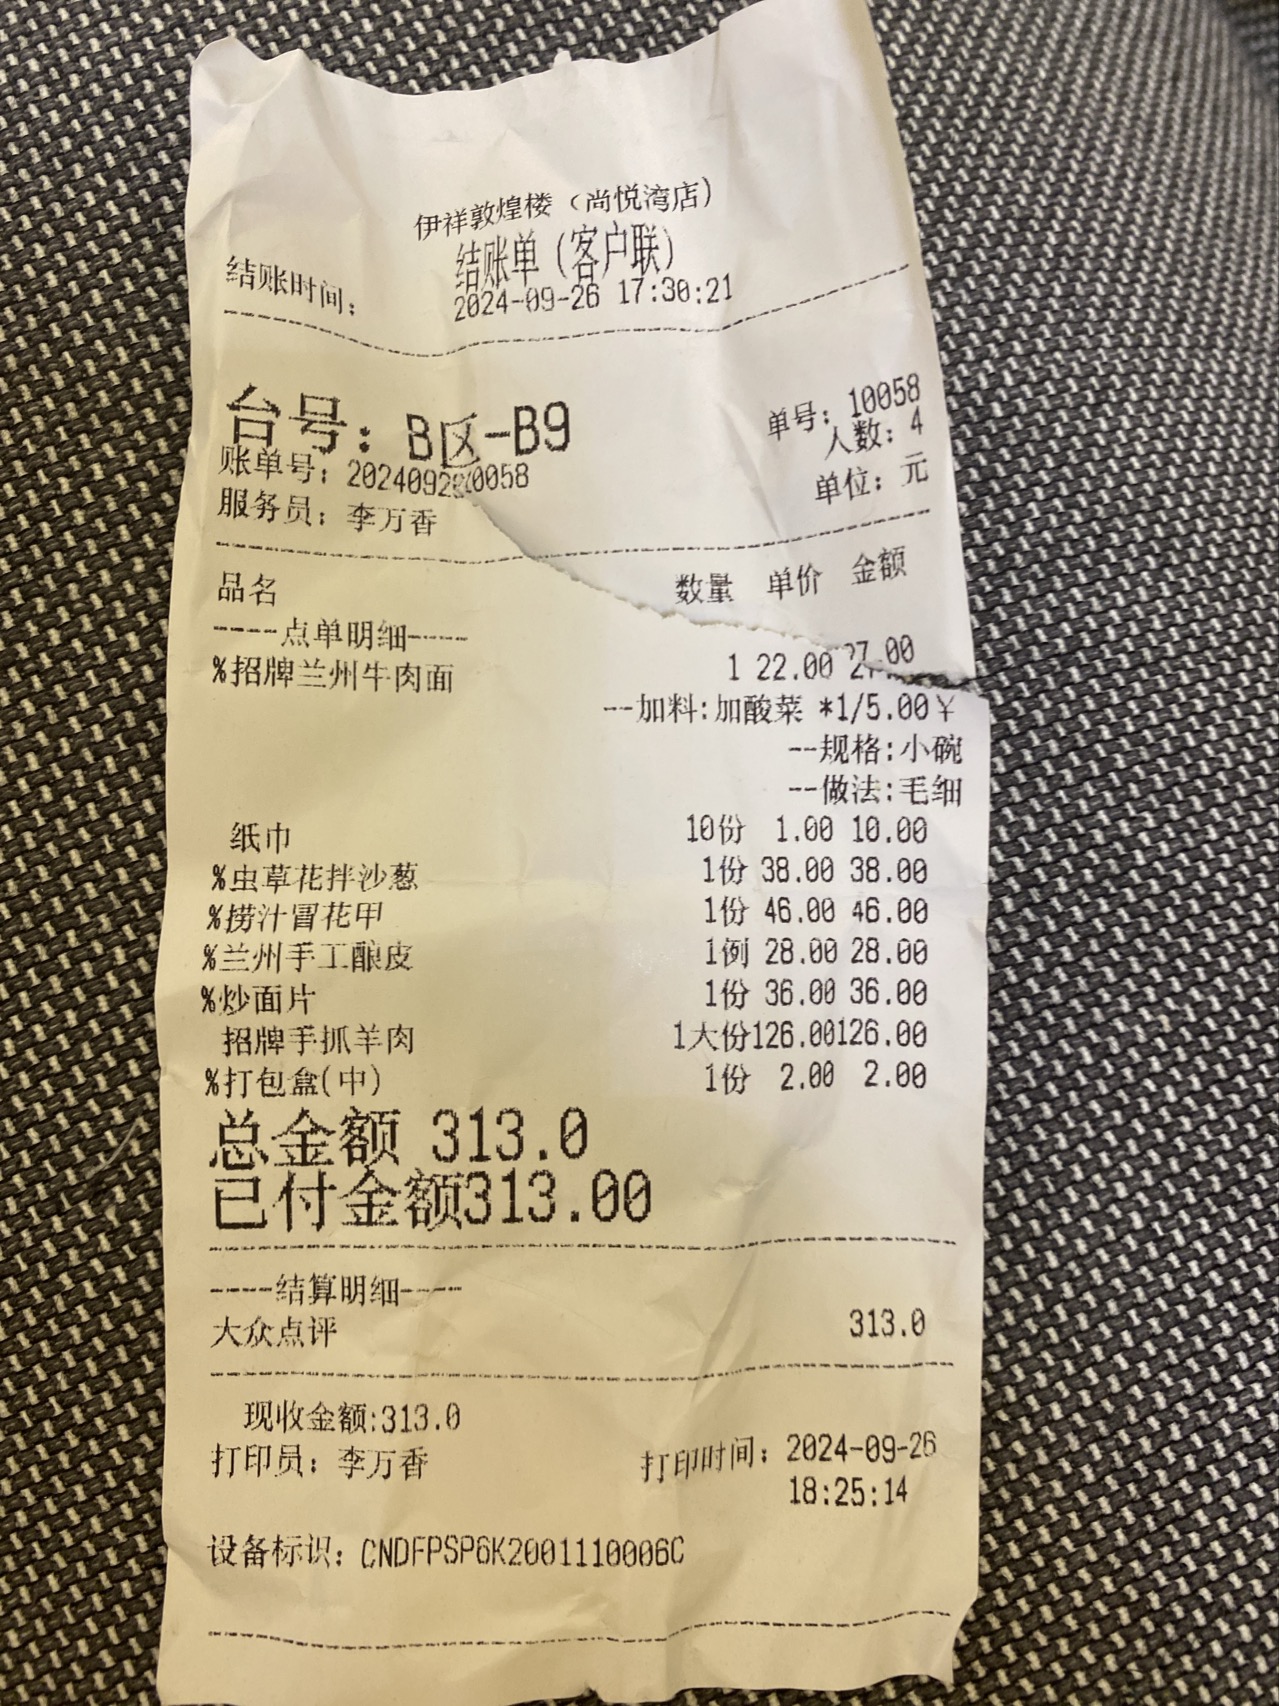 伊祥敦煌楼（尚悦湾店）
结账单（客户联）
结账时间： 2024-09-26 17:30:21
台号：B区-B9 单号：10058
人数：4
账单号： 单位：元
服务员：李万香
品名 数量 单价 金额
----点单明细----
%招牌兰州牛肉面 1 22.00 27.00
--加料:加酸菜 *1/5.00￥
--规格:小碗
--做法:毛细
纸巾 10份 1.00 10.00
%虫草花拌沙葱 1份 38.00 38.00
%捞汁冒花甲 1份 46.00 46.00
%兰州手工酿皮 1例 28.00 28.00
%炒面片 1份 36.00 36.00
招牌手抓羊肉 1大份126.00126.00
%打包盒(中) 1份 2.00 2.00
总金额 313.0
已付金额313.00
----结算明细----
大众点评 313.0
现收金额:313.0
打印员：李万香 打印时间：2024-09-26
18:25:14
设备标识：CNDFPSP6K2001110006C